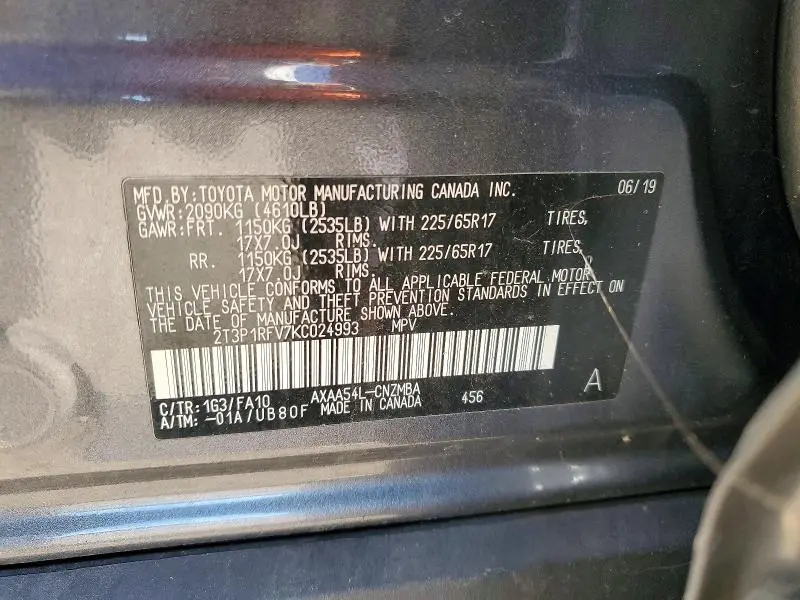 MFD.BY:TOYOTA MOTOR MANUFACTURING CANADA INC. 06/19
GVWR:2090KG (4610LB)
GAWR:FRT. 1150KG (2535LB) WITH 225/65R17 TIRES,
17X7.0J RIMS.
RR. 1150KG (2535LB) WITH 225/65R17 TIRES,
17X7.0J RIMS.
THIS VEHICLE CONFORMS TO ALL APPLICABLE FEDERAL MOTOR
VEHICLE SAFETY AND THEFT PREVENTION STANDARDS IN EFFECT ON
THE DATE OF MANUFACTURE SHOWN ABOVE.
2T3P1RFV7KC024993 MPV
C/TR:1G3/FA10 AXAA54L-CNZMBA 456 A
A/TM: -01A/UB80F MADE IN CANADA